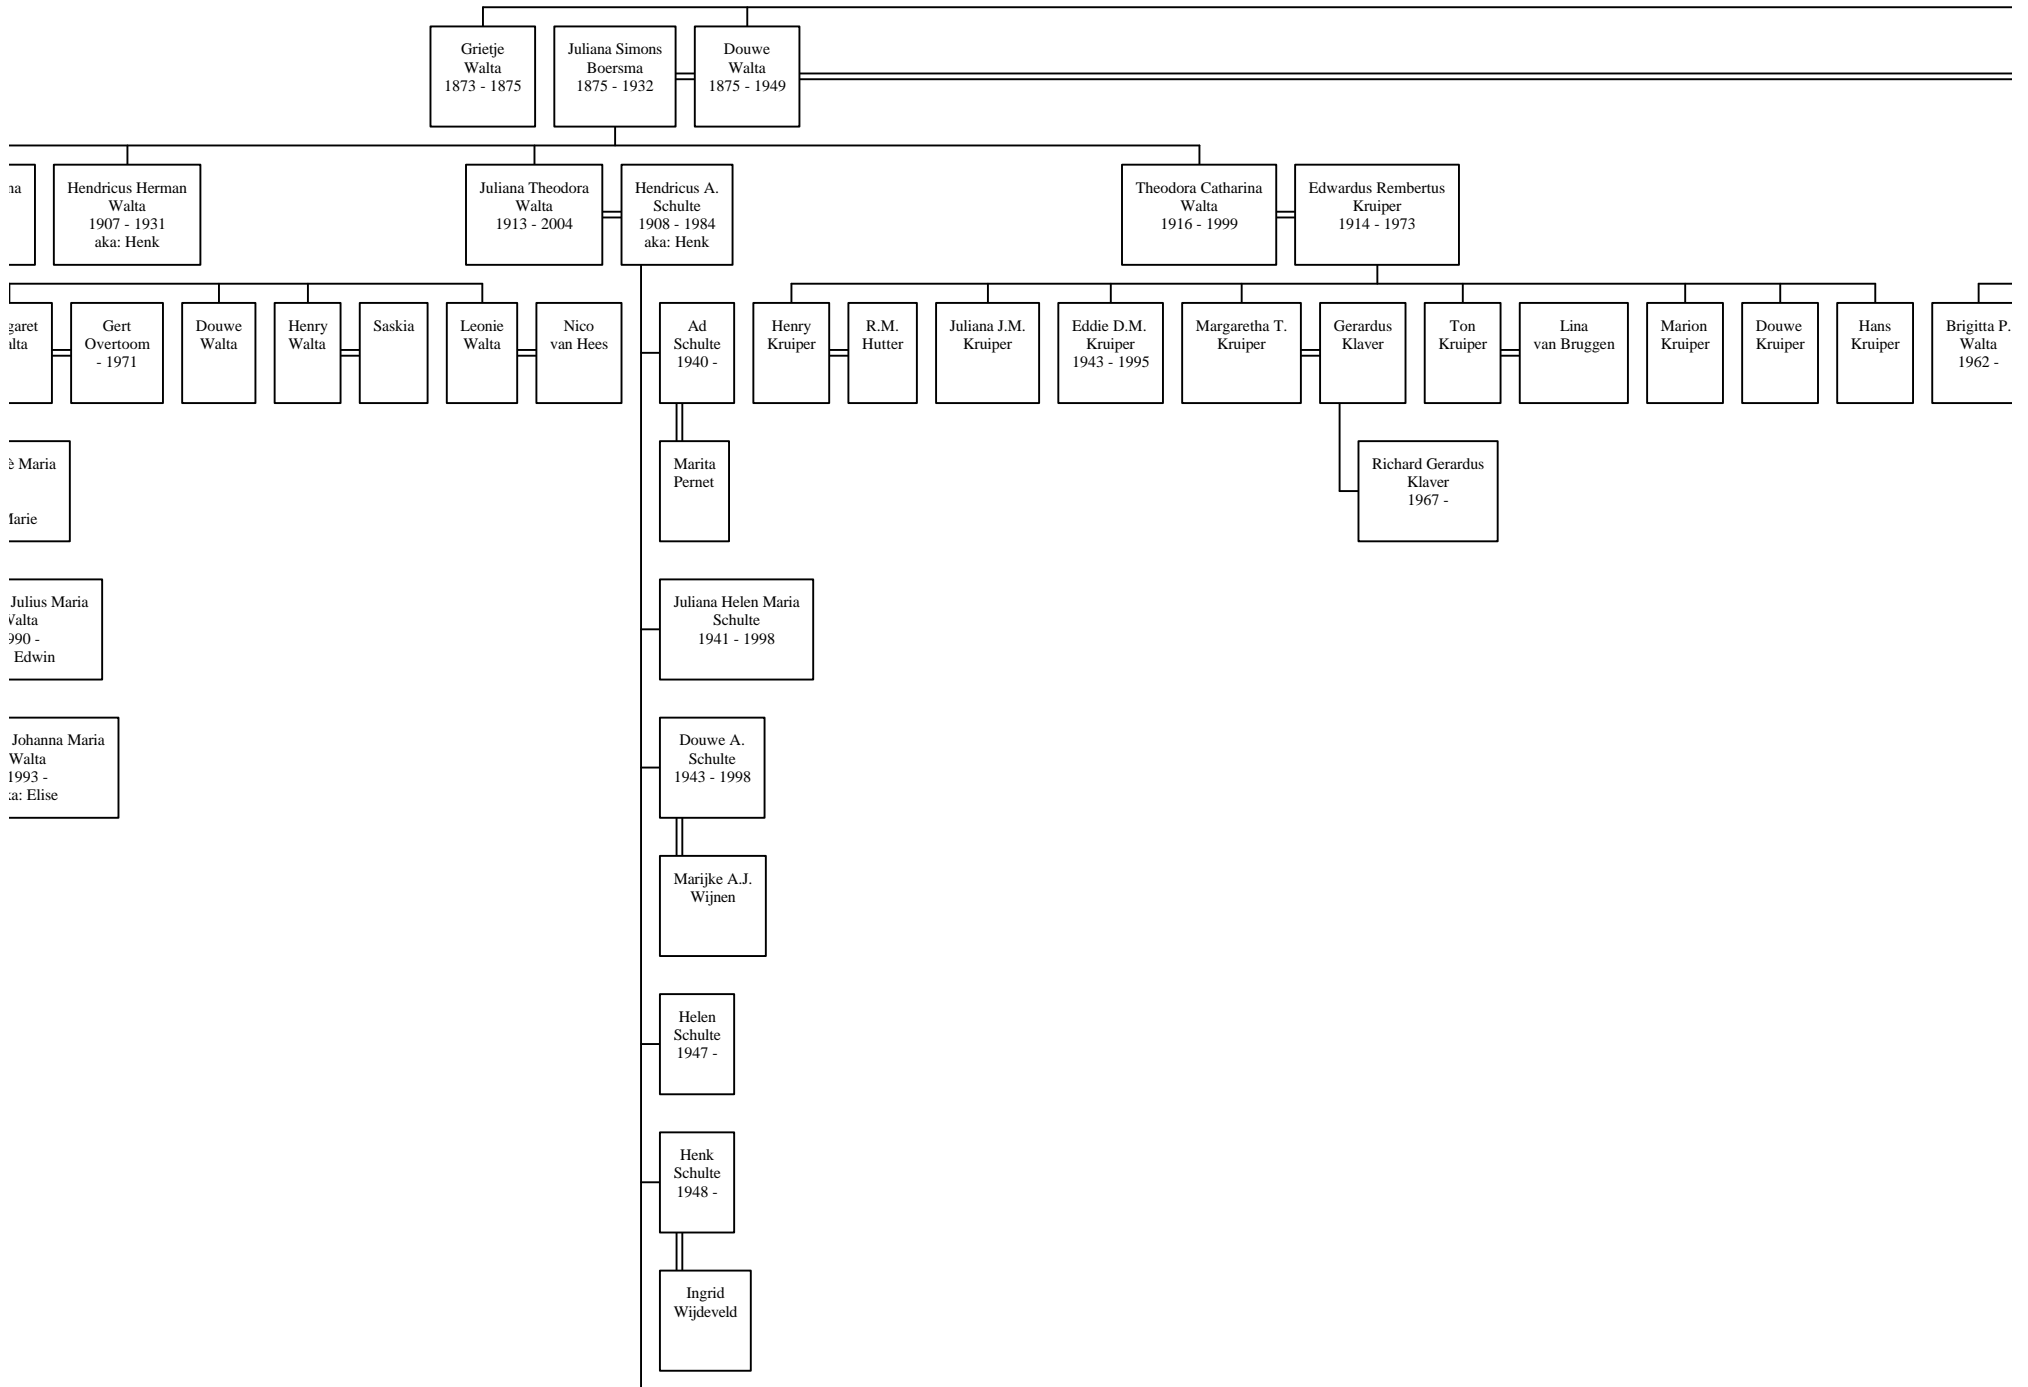 Grietje
Walta
1873 - 1875
Juliana Simons
Boersma
1875 - 1932
Douwe
Walta
1875 - 1949
Hendricus Herman
Walta
1907 - 1931
aka: Henk
Juliana Theodora
Walta
1913 - 2004
Hendricus A.
Schulte
1908 - 1984
aka: Henk
Theodora Catharina
Walta
1916 - 1999
Edwardus Rembertus
Kruiper
1914 - 1973
Gert
Overtoom
- 1971
Douwe
Walta
Henry
Walta
Saskia
Leonie
Walta
Nico
van Hees
Ad
Schulte
1940 -
Henry
Kruiper
R.M.
Hutter
Juliana J.M.
Kruiper
Eddie D.M.
Kruiper
1943 - 1995
Margaretha T.
Kruiper
Gerardus
Klaver
Ton
Kruiper
Lina
van Bruggen
Marion
Kruiper
Douwe
Kruiper
Hans
Kruiper
Brigitta P.
Walta
1962 -
Maria
Marita
Pernet
Richard Gerardus
Klaver
1967 -
Julius Maria
Edwin
Juliana Helen Maria
Schulte
1941 - 1998
Johanna Maria
Walta
1993 -
Elise
Douwe A.
Schulte
1943 - 1998
Marijke A.J.
Wijnen
Helen
Schulte
1947 -
Henk
Schulte
1948 -
Ingrid
Wijdeveld